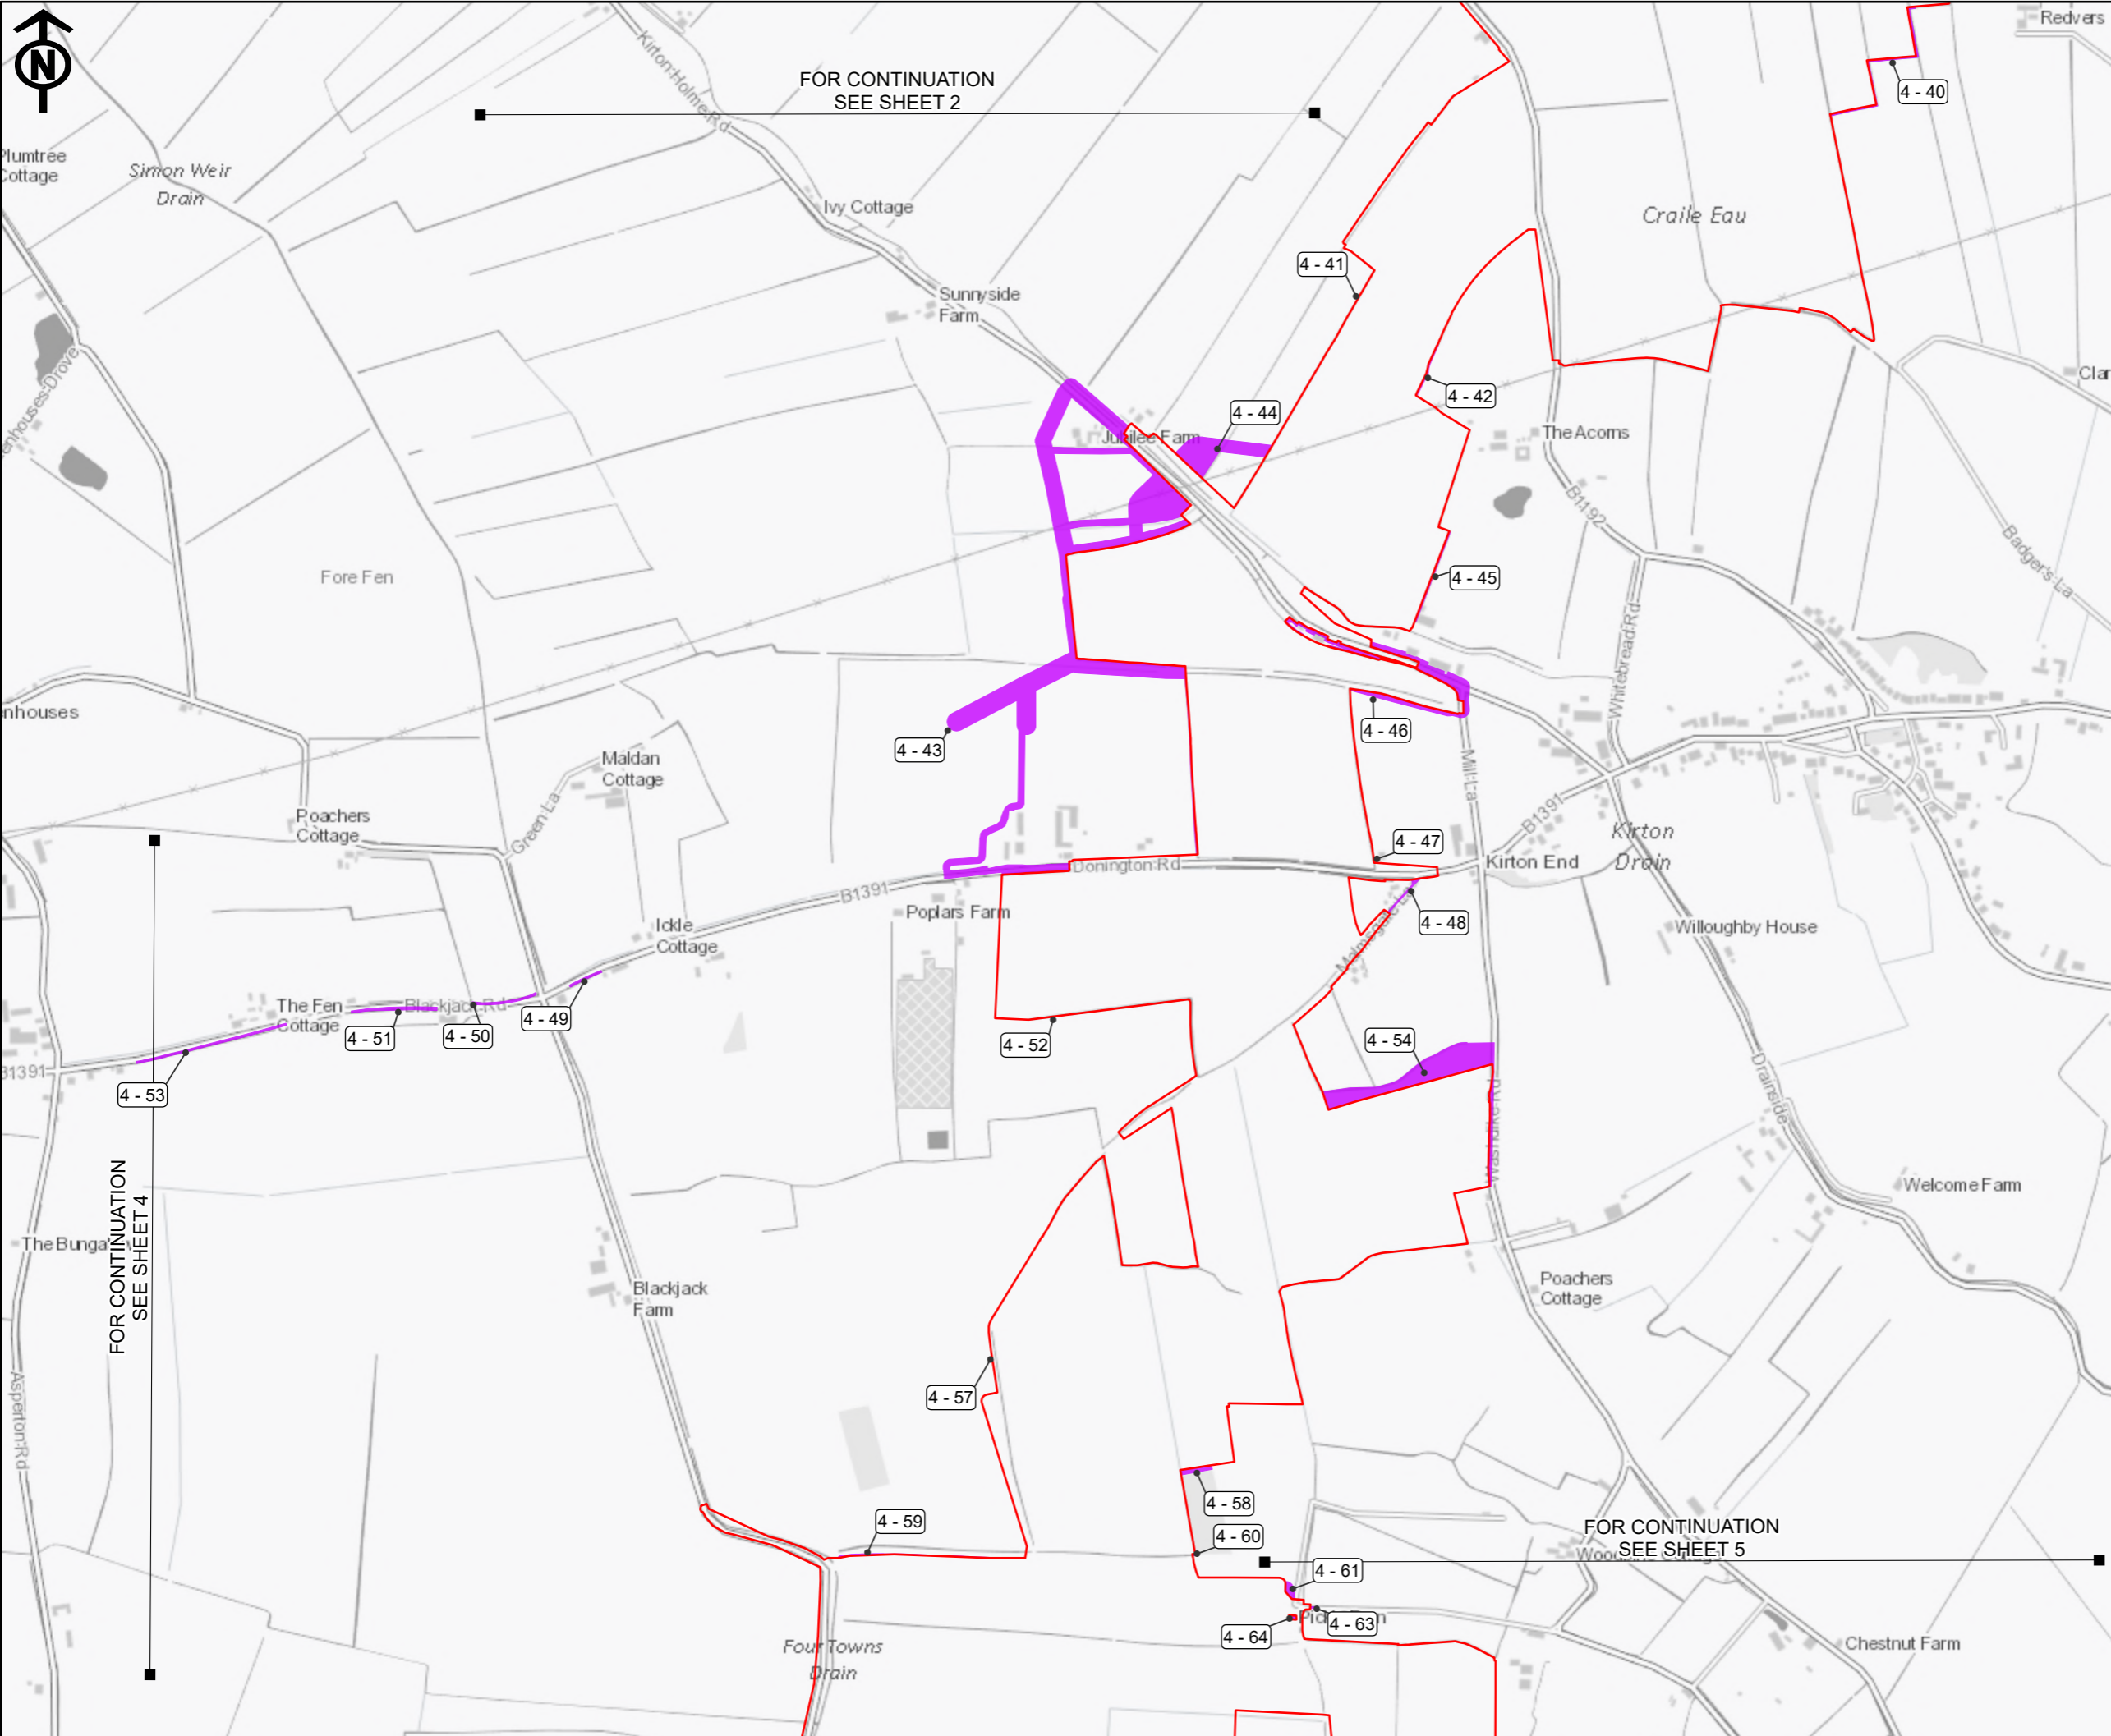 N
FOR CONTINUATION
SEE SHEET 2
Redvers
4 - 40
Kirton Holme Rd
Plumtree
Cottage
Simon Weir
Drain
Ivy Cottage
Craile Eau
4 - 41
Sunnyside
Farm
4 - 42
4 - 44
Jubilee Farm
The Acorns
B1192
Badger's La
Fore Fen
4 - 45
Whitebread Rd
4 - 43
4 - 46
Maldan
Cottage
Mill La
Poachers
Cottage
Green La
B1391
Kirton
Drain
4 - 47
Kirton End
Donington Rd
B1391
Poplars Farm
4 - 48
Ickle
Cottage
Willoughby House
The Fen
Cottage
Blackjack Rd
4 - 51
4 - 50
4 - 49
4 - 52
4 - 54
B1391
4 - 53
Washdike Rd
Drainside
FOR CONTINUATION
SEE SHEET 4
Welcome Farm
Blackjack
Farm
Poachers
Cottage
4 - 57
Asperton Rd
4 - 58
4 - 59
4 - 60
FOR CONTINUATION
SEE SHEET 5
4 - 61
4 - 63
4 - 64
Four Towns
Drain
Chestnut Farm